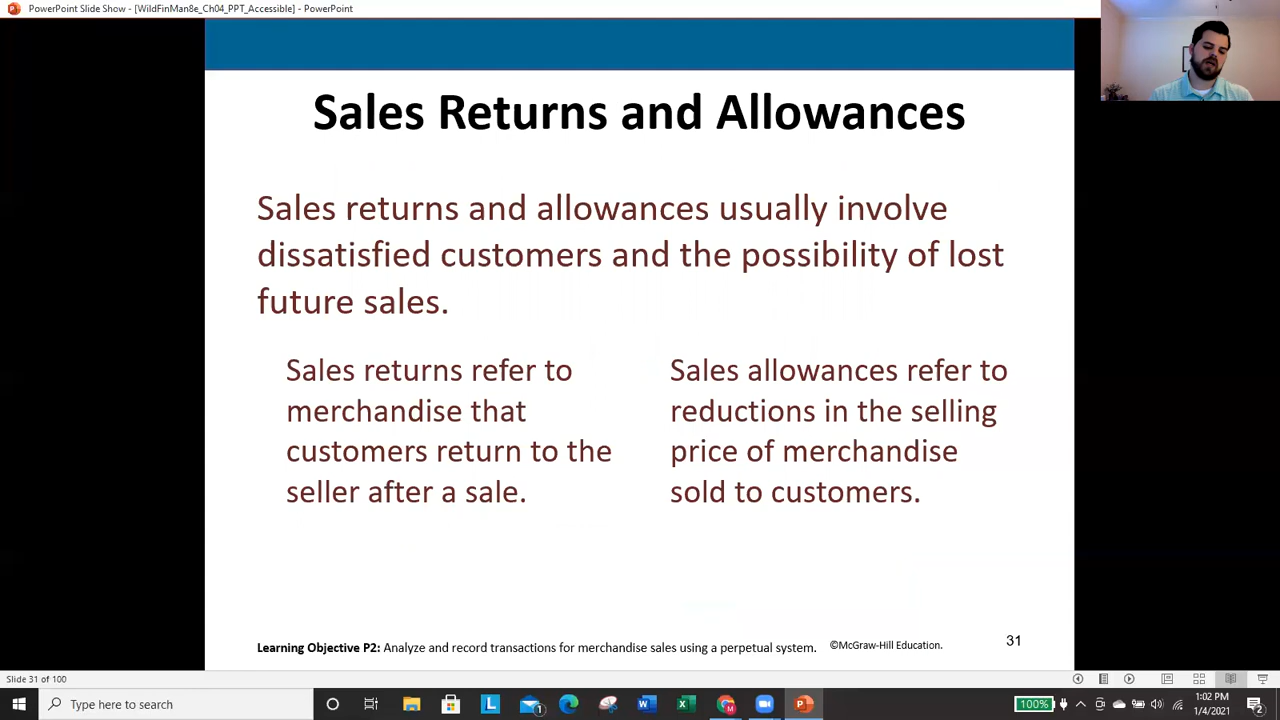 PowerPoint Slide Show - [WildFinMan8e_Ch04_PPT_Accessible] - PowerPoint
Sales Returns and Allowances
Sales returns and allowances usually involve
dissatisfied customers and the possibility of lost
future sales.
Sales returns refer to
merchandise that
customers return to the
seller after a sale.
Sales allowances refer to
reductions in the selling
price of merchandise
sold to customers.
Learning Objective P2: Analyze and record transactions for merchandise sales using a perpetual system.
©McGraw-Hill Education.
31
Slide 31 of 100
Type here to search
L
1
W
X
M
P
100%
1:02 PM
1/4/2021
2